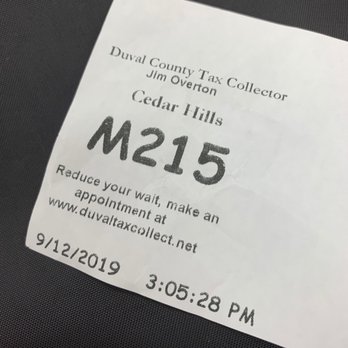 Duval County Tax Collector
Jim Overton
Cedar Hills
M215
Reduce your wait, make an
appointment at
www.duvaltaxcollect.net
9/12/2019 3:05:28 PM